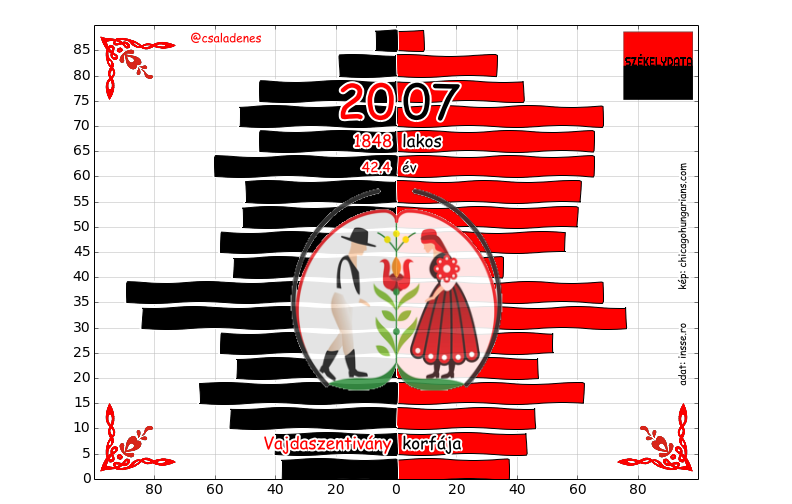 @csaladenes
SZÉKELYDATA
2007
1848 lakos
42.4 év
kép: chicagohungarians.com
adat: insse.ro
Vajdaszentivány korfája
85
80
75
70
65
60
55
50
45
40
35
30
25
20
15
10
5
0
80 60 40 20 0 20 40 60 80